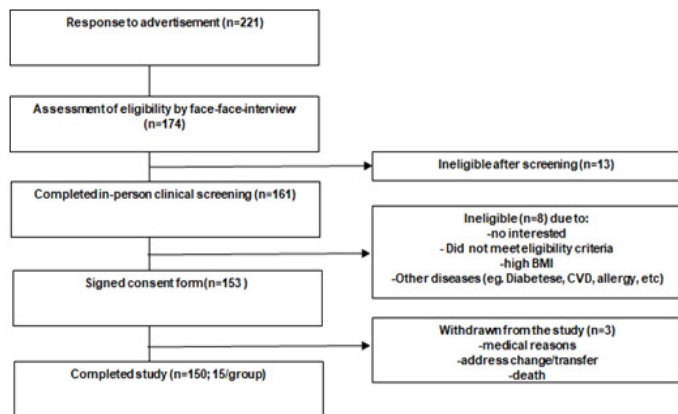 Response to advertisement (n=221)
Assessment of eligibility by face-face-interview
(n=174)
Ineligible after screening (n=13)
Completed in-person clinical screening (n=161)
Ineligible (n=8) due to:
-no interested
- Did not meet eligibility criteria
-high BMI
-Other diseases (eg. Diabetese, CVD, allergy, etc)
Signed consent form(n=153 )
Withdrawn from the study (n=3)
-medical reasons
-address change/transfer
-death
Completed study (n=150; 15/group)